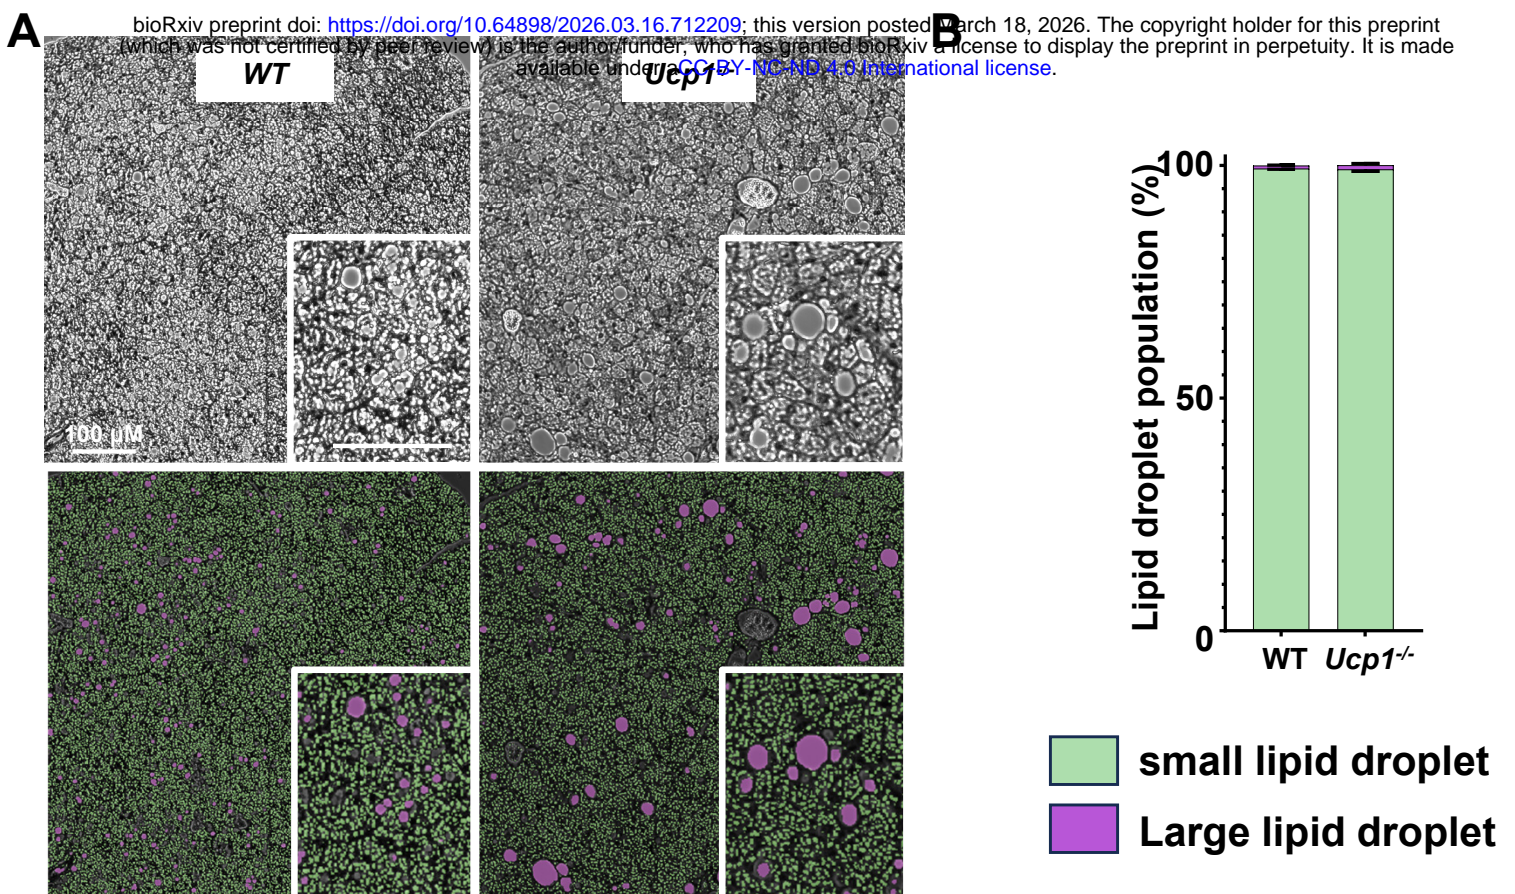 bioRxiv preprint doi: https://doi.org/10.64898/2026.03.16.712209; this version posted March 18, 2026. The copyright holder for this preprint
(which was not certified by peer review) is the author/funder, who has granted bioRxiv a license to display the preprint in perpetuity. It is made
available under aCC-BY-NC-ND 4.0 International license.
A
WT
Ucp1-/-
100 µM
B
Lipid droplet population (%)
100
50
0
WT Ucp1-/-
small lipid droplet
Large lipid droplet